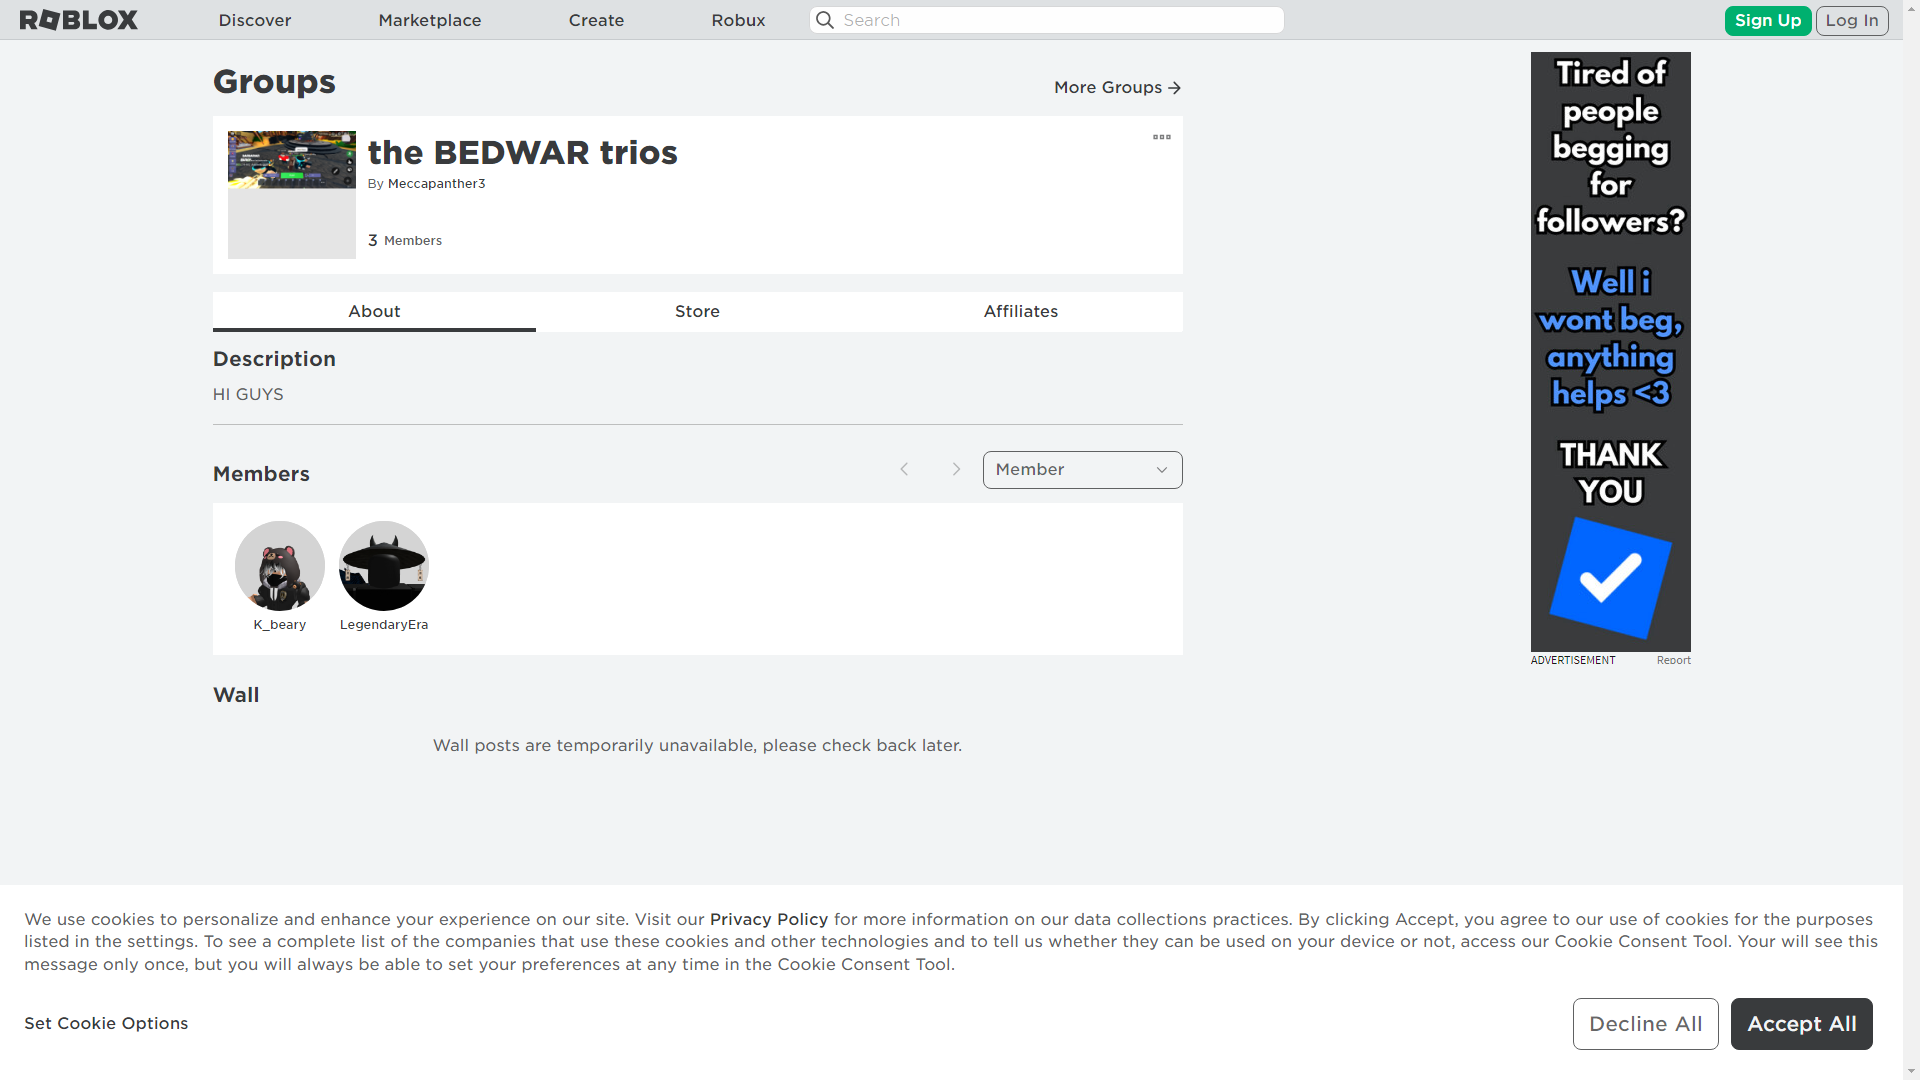 ROBLOX
Discover
Marketplace
Create
Robux
Search
Sign Up
Log In
Groups
More Groups
the BEDWAR trios
By Meccapanther3
3 Members
About
Store
Affiliates
Description
HI GUYS
Members
Member
K_beary
LegendaryEra
Wall
Wall posts are temporarily unavailable, please check back later.
Tired of
people
begging
for
followers?
Well i
wont beg,
anything
helps <3
THANK
YOU
ADVERTISEMENT
Report
We use cookies to personalize and enhance your experience on our site. Visit our Privacy Policy for more information on our data collections practices. By clicking Accept, you agree to our use of cookies for the purposes
listed in the settings. To see a complete list of the companies that use these cookies and other technologies and to tell us whether they can be used on your device or not, access our Cookie Consent Tool. Your will see this
message only once, but you will always be able to set your preferences at any time in the Cookie Consent Tool.
Set Cookie Options
Decline All
Accept All